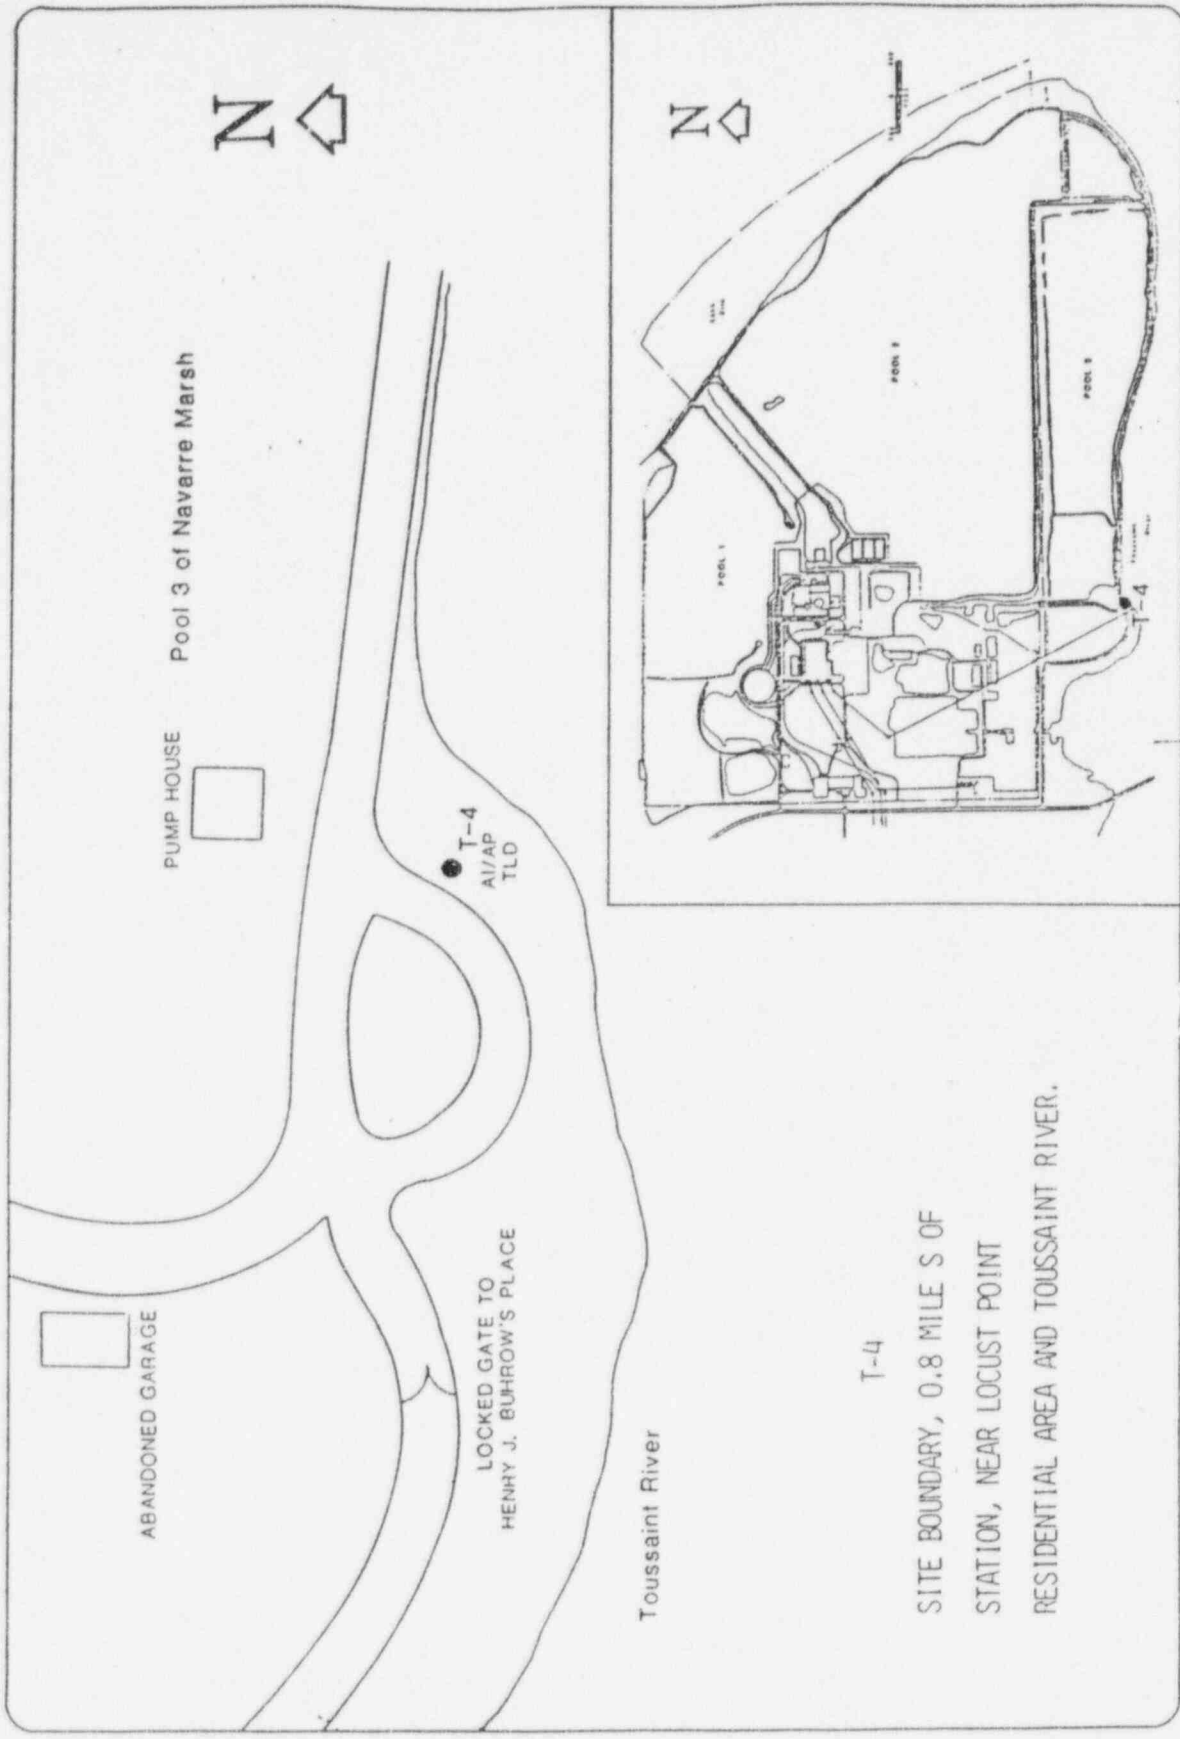 N
Pool 3 of Navarre Marsh
PUMP HOUSE
ABANDONED GARAGE
T-4
AI/AP
TLD
LOCKED GATE TO
HENRY J. BUHROW'S PLACE
Toussaint River
T-4
SITE BOUNDARY, 0.8 MILE S OF
STATION, NEAR LOCUST POINT
RESIDENTIAL AREA AND TOUSSAINT RIVER.
N
POOL 1
POOL 2
POOL 3
T-4